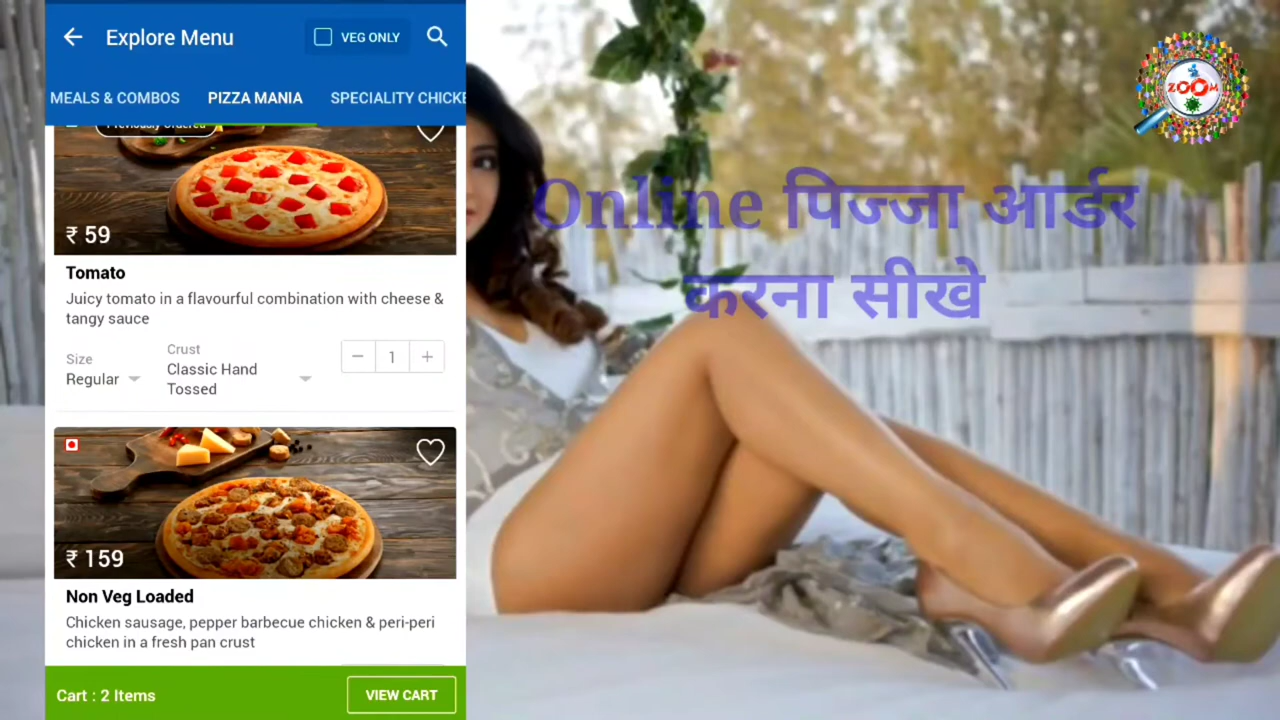 Explore Menu
VEG ONLY
MEALS & COMBOS
PIZZA MANIA
SPECIALITY CHICKE
Previously Ordered
₹ 59
Tomato
Juicy tomato in a flavourful combination with cheese &
tangy sauce
Size
Regular
Crust
Classic Hand
Tossed
− 1 +
₹ 159
Non Veg Loaded
Chicken sausage, pepper barbecue chicken & peri-peri
chicken in a fresh pan crust
Cart : 2 Items
VIEW CART
Online पिज्जा आर्डर
करना सीखे
ZOOM